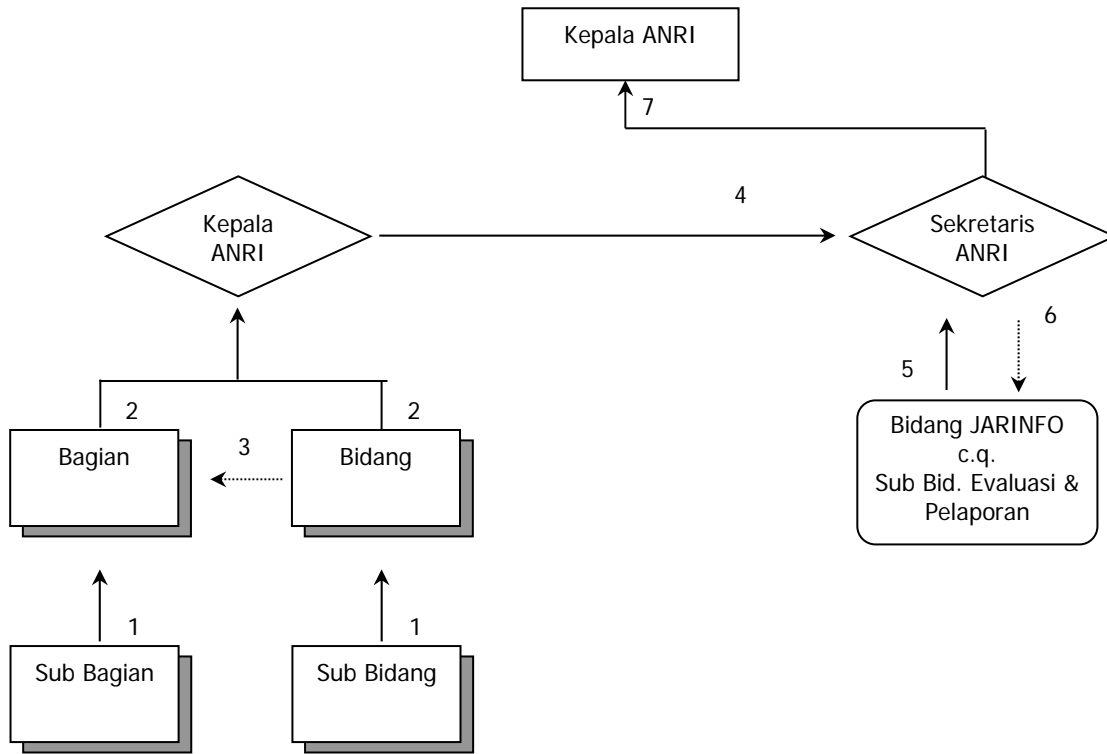 Kepala ANRI
7
4
Kepala
ANRI
Sekretaris
ANRI
6
5
2
2
3
Bagian
Bidang
Bidang JARINFO
c.q.
Sub Bid. Evaluasi &
Pelaporan
1
1
Sub Bagian
Sub Bidang